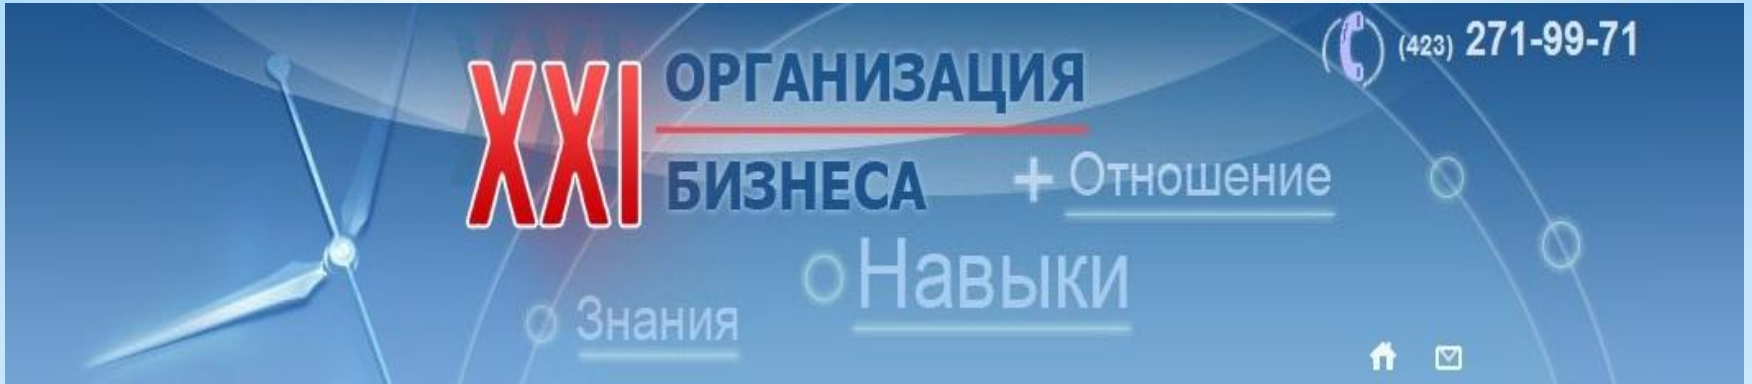 (423) 271-99-71
XXI ОРГАНИЗАЦИЯ
БИЗНЕСА
+ Отношение
Навыки
Знания